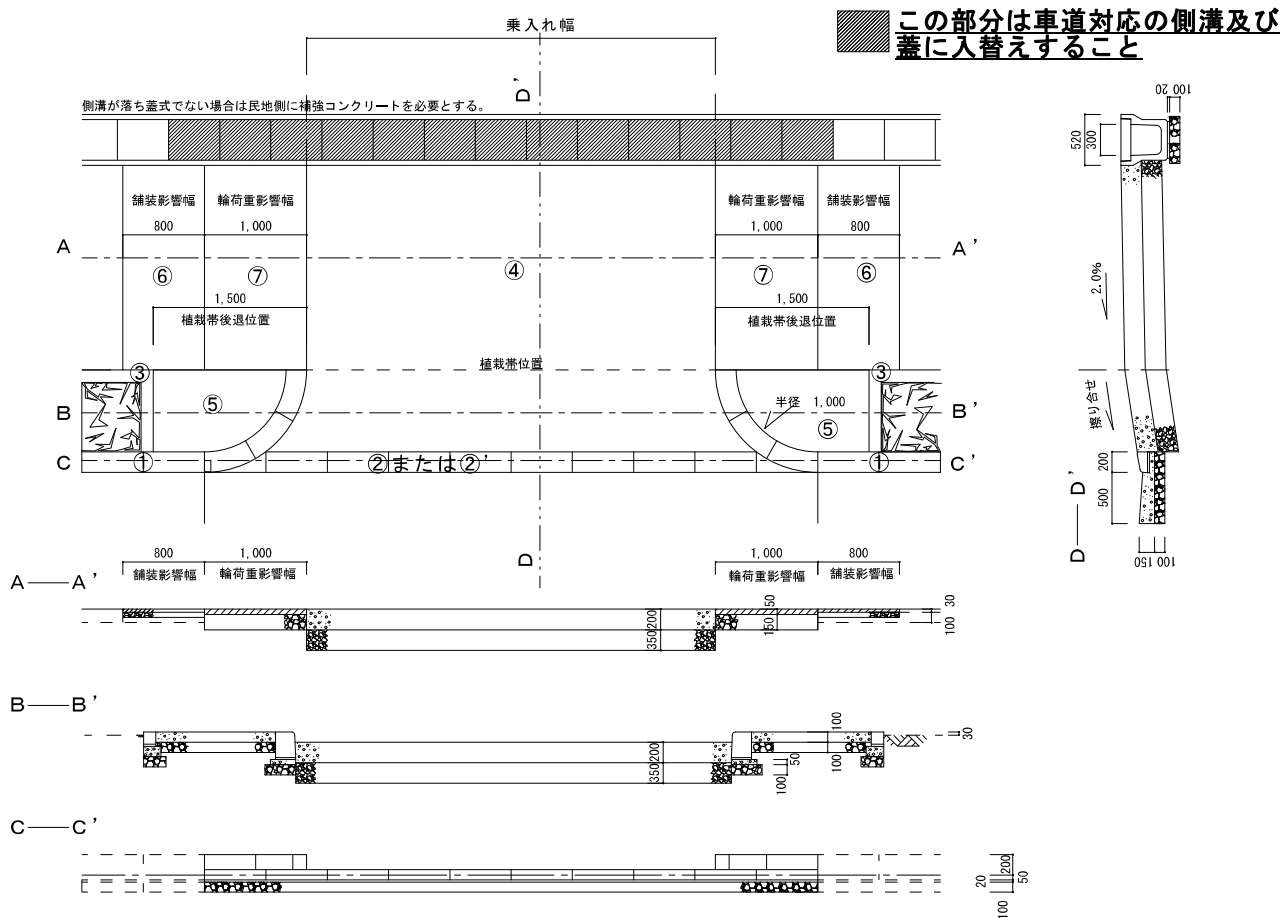 この部分は車道対応の側溝及び
蓋に入替えすること
乗入れ幅
D'
側溝が落ち蓋式でない場合は民地側に補強コンクリートを必要とする。
舗装影響幅
輪荷重影響幅
輪荷重影響幅
舗装影響幅
800
1,000
1,000
800
A
A'
⑥
⑦
④
⑦
⑥
1,500
1,500
植栽帯後退位置
植栽帯後退位置
植栽帯位置
③
③
⑤
半径 1,000
⑤
B
B'
C
①
②または②'
①
C'
D
800
1,000
1,000
800
舗装影響幅
輪荷重影響幅
輪荷重影響幅
舗装影響幅
A
A'
350
200
150
50
30
100
B
B'
350
200
50
100
100
100
30
C
C'
20
200
50
100
100
20
520
300
2.0%
擦り合せ
200
500
D
D'
150
100